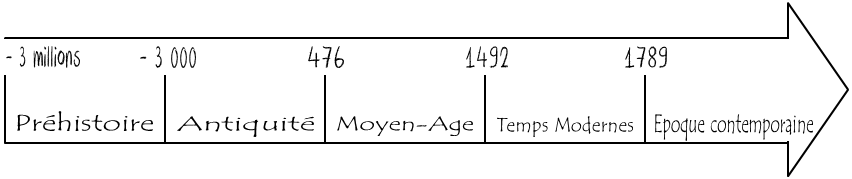 - 3 millions - 3 000 476 1492 1789
Préhistoire Antiquité Moyen-Age Temps Modernes Epoque contemporaine